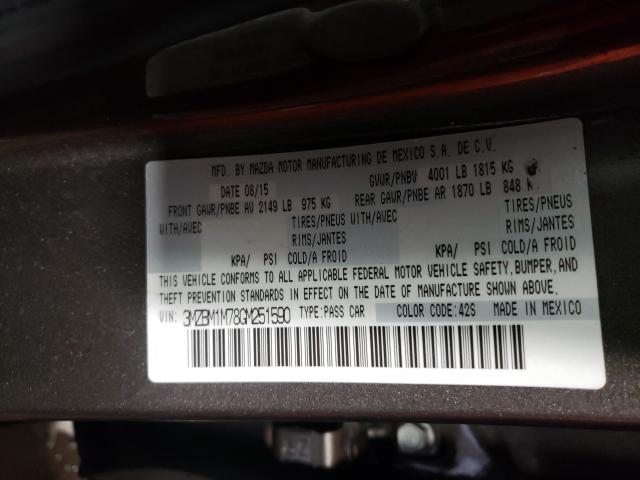 MFD. BY MAZDA MOTOR MANUFACTURING DE MEXICO S.A. DE C.V.
DATE 08/15 GVWR/PNBV 4001 LB 1815 KG
FRONT GAWR/PNBE AV 2149 LB 975 KG REAR GAWR/PNBE AR 1870 LB 848 K
WITH/AVEC TIRES/PNEUS WITH/AVEC TIRES/PNEUS
RIMS/JANTES RIMS/JANTES
KPA/ PSI COLD/A FROID KPA/ PSI COLD/A FROID
THIS VEHICLE CONFORMS TO ALL APPLICABLE FEDERAL MOTOR VEHICLE SAFETY, BUMPER, AND
THEFT PREVENTION STANDARDS IN EFFECT ON THE DATE OF MANUFACTURE SHOWN ABOVE.
VIN: 3MZBM1M78GM251590 TYPE:PASS CAR COLOR CODE:42S MADE IN MEXICO